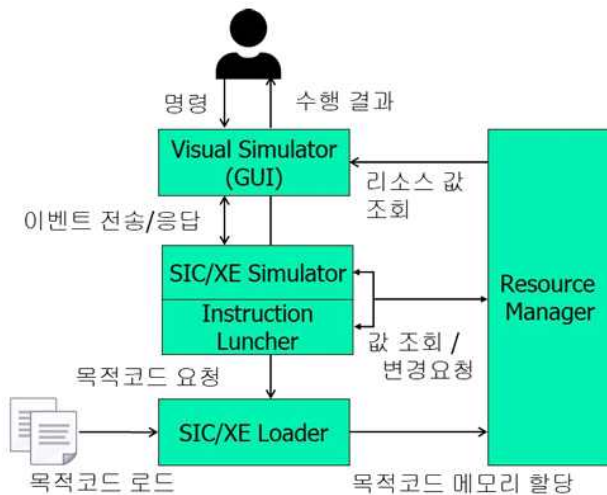 명령
수행 결과
Visual Simulator
(GUI)
리소스 값
조회
이벤트 전송/응답
SIC/XE Simulator
Instruction
Luncher
Resource
Manager
값 조회 /
변경요청
목적코드 요청
SIC/XE Loader
목적코드 로드
목적코드 메모리 할당